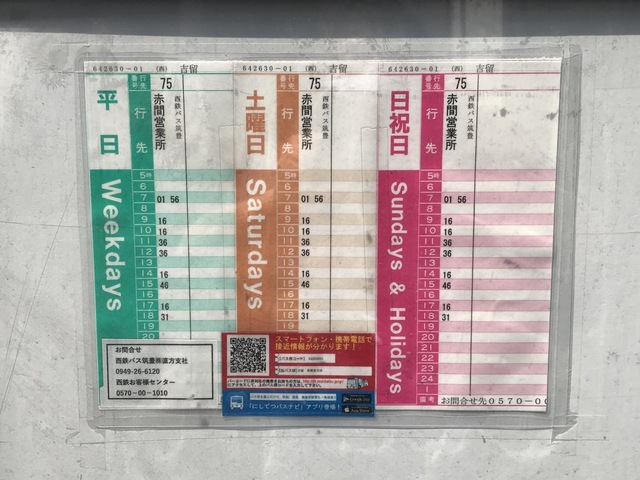 642630-01 (西) 吉留
行先番号 75
平日
行先
赤間営業所
西鉄バス筑豊
Weekdays
5時
6
7 01 56
8
9 16
10 16
11 36
12 36
13
14 16
15 46
16
17 16
18 31
19
20
642630-01 (西) 吉留
行先番号 75
土曜日
行先
赤間営業所
西鉄バス筑豊
Saturdays
5時
6
7 01 56
8
9 16
10 16
11 36
12 36
13
14 16
15 46
16
17 16
18 31
19
642630-01 (西) 吉留
行先番号 75
日祝日
行先
赤間営業所
西鉄バス筑豊
Sundays & Holidays
5時
6
7 01 56
8
9 16
10 16
11 36
12 36
13
14 16
15 46
16
17 16
18 31
19
20
21
22
23
24
1
備考 お問合せ先0570-00
お問合せ
西鉄バス筑豊㈱直方支社
0949-26-6120
西鉄お客様センター
0570-00-1010
スマートフォン・携帯電話で
接近情報が分かります!
「にしてつバスナビ」アプリ登場!